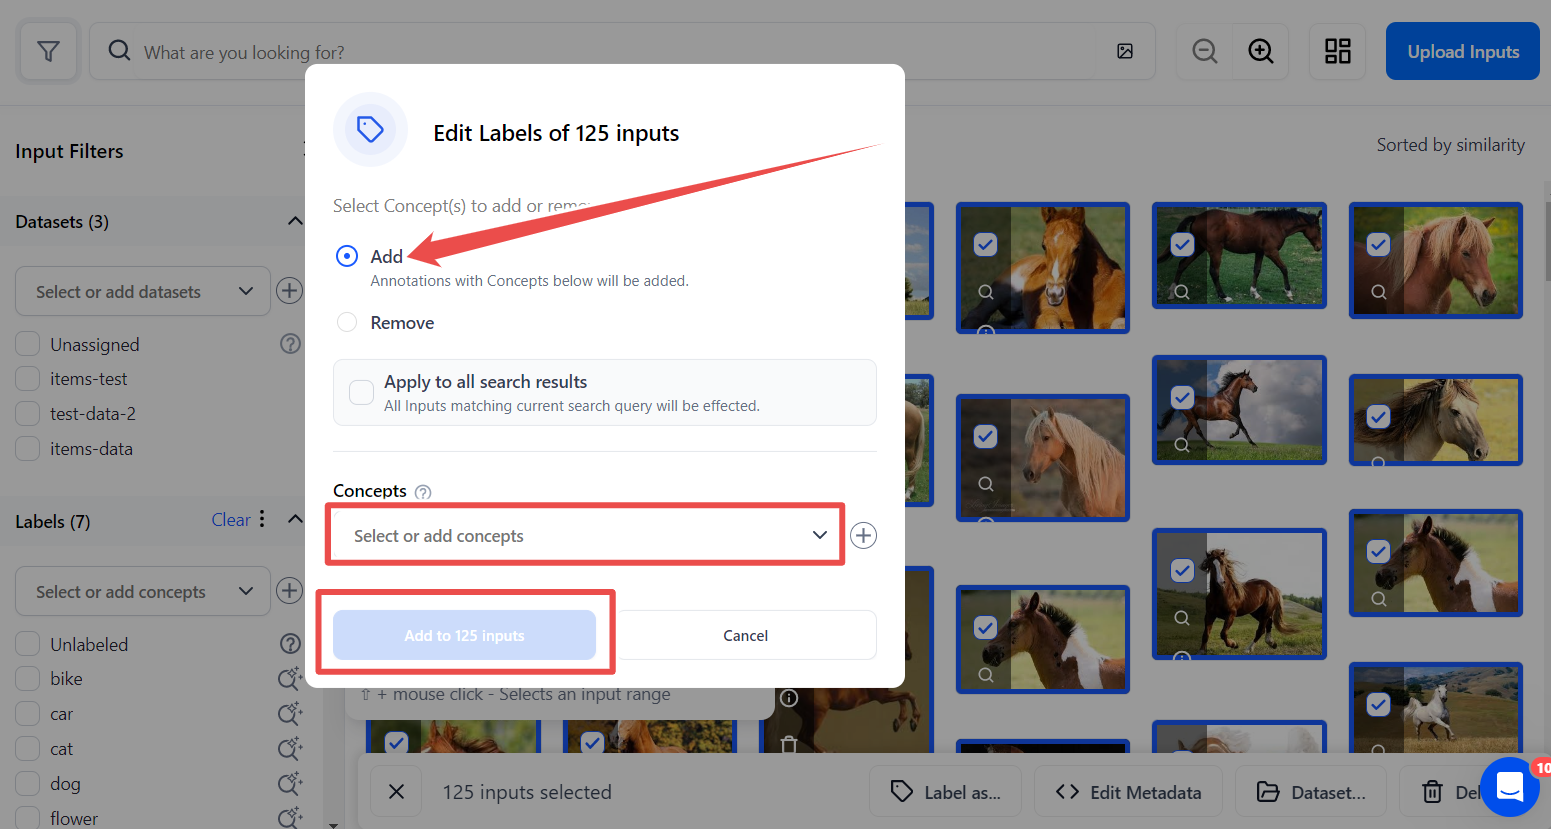 What are you looking for?
Upload Inputs
Input Filters
Sorted by similarity
Datasets (3)
Select or add datasets
Unassigned
items-test
test-data-2
items-data
Labels (7)
Clear
Select or add concepts
Unlabeled
bike
car
cat
dog
flower
Edit Labels of 125 inputs
Select Concept(s) to add or
Add
Annotations with Concepts below will be added.
Remove
Apply to all search results
All Inputs matching current search query will be effected.
Concepts
Select or add concepts
Add to 125 inputs
Cancel
⇧ + mouse click - Selects an input range
125 inputs selected
Label as...
Edit Metadata
Dataset...
10